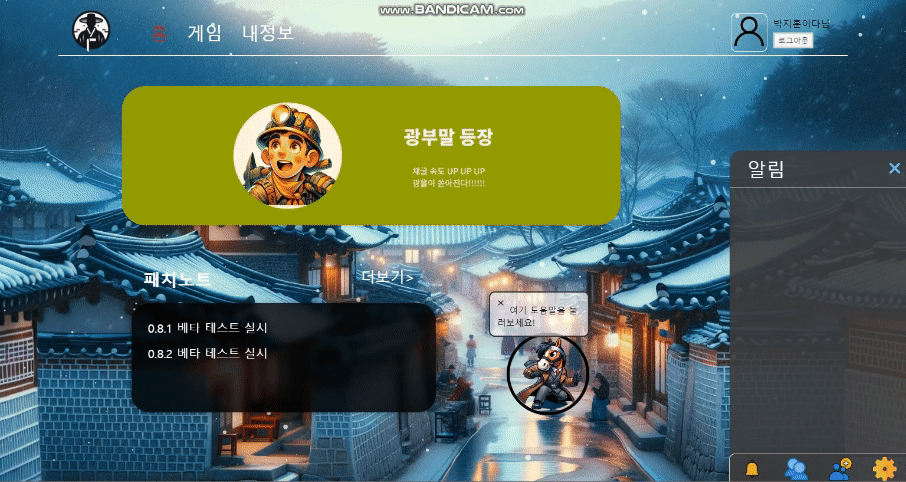 www.BANDICAM.com
홈 게임 내정보
박지훈이다님
로그아웃
광부말 등장
채굴 속도 UP UP UP
광물이 쏟아진다!!!!!!
알림
×
패치노트 더보기>
0.8.1 베타 테스트 실시
0.8.2 베타 테스트 실시
×
여기 도움말을 눌
러보세요!